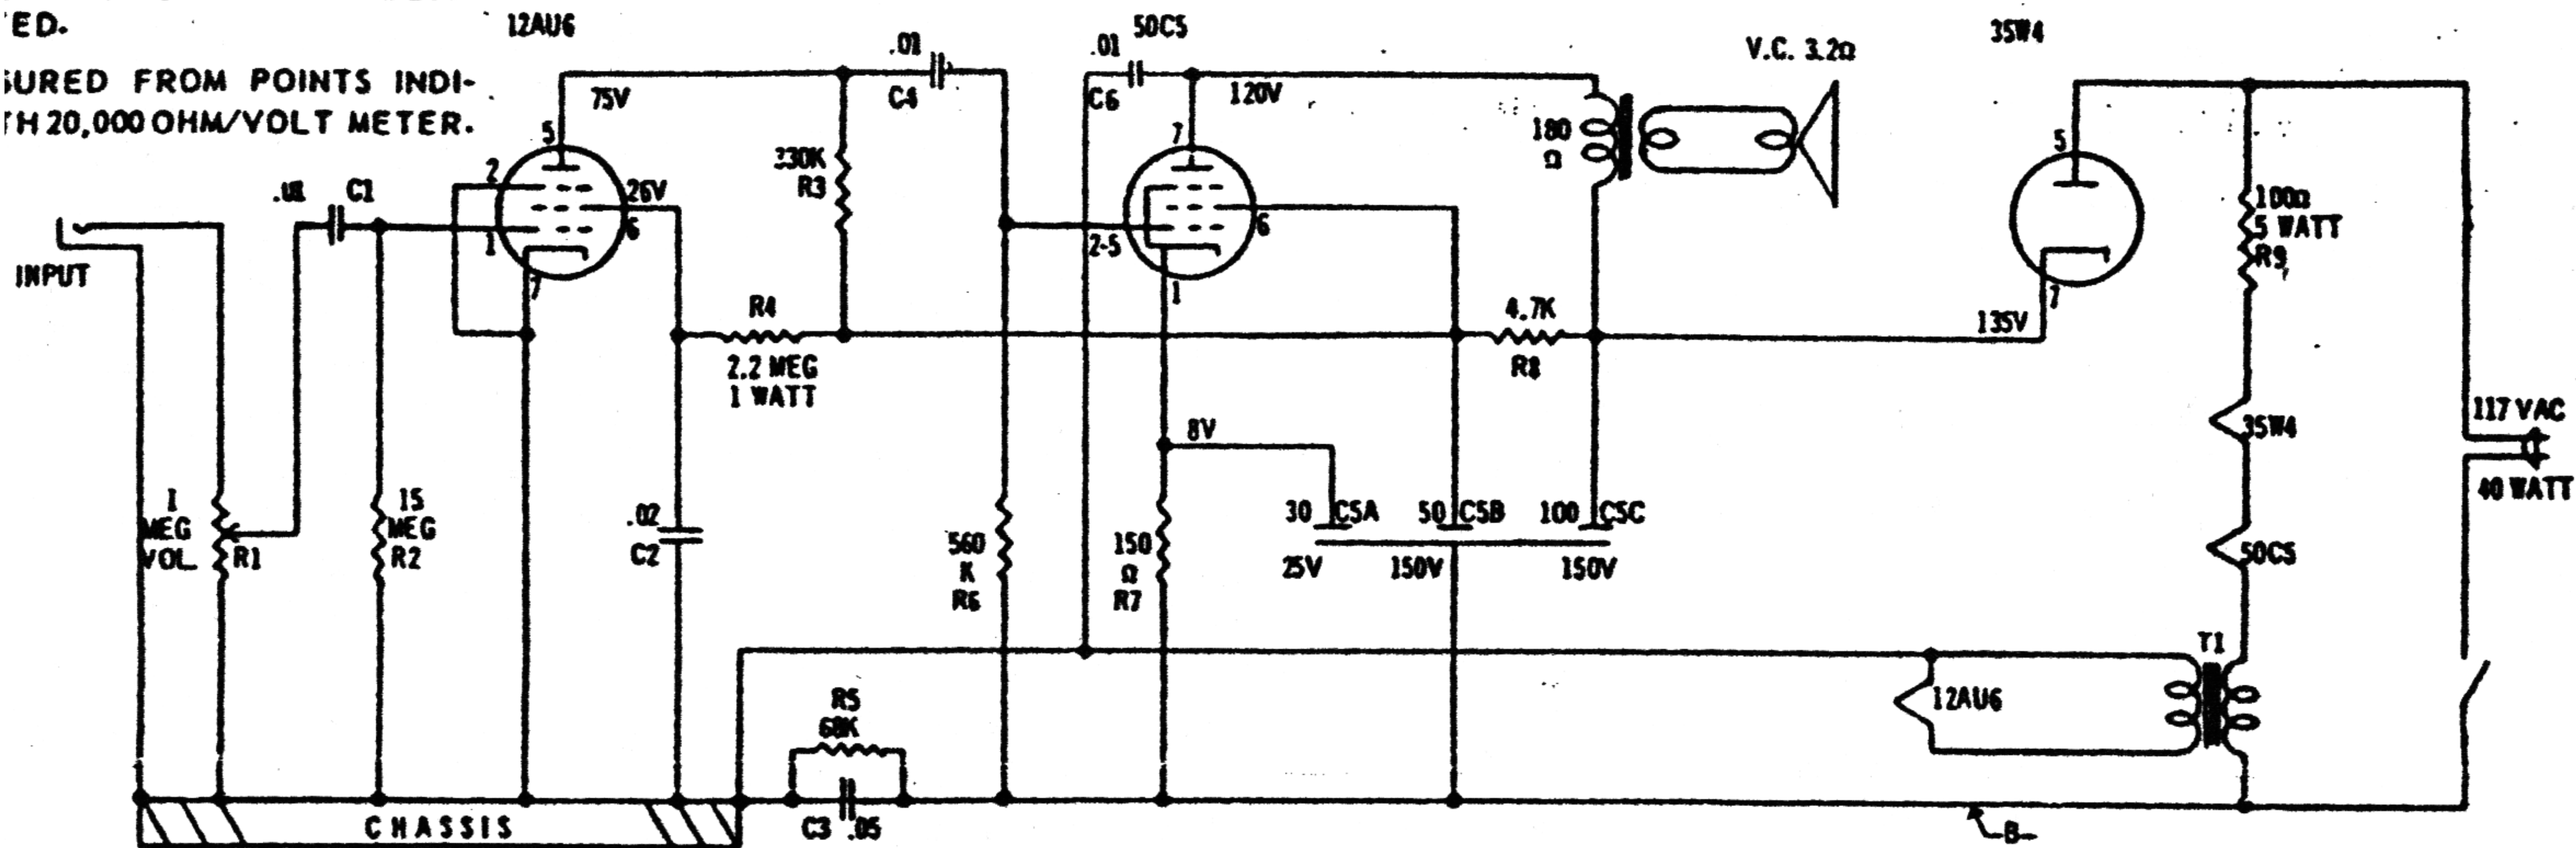 ED.
SURED FROM POINTS INDI-
TH 20,000 OHM/VOLT METER.
12AU6
50C5
35W4
.01
C4
.01
C6
V.C. 3.2Ω
75V
120V
5
7
5
180
Ω
330K
R3
2
26V
6
1
7
C1
2-5
6
1
100Ω
5 WATT
R9
7
INPUT
R4
2.2 MEG
1 WATT
4.7K
R8
135V
117 VAC
40 WATT
35W4
8V
1
MEG
VOL
R1
15
MEG
R2
.02
C2
560
K
R6
150
Ω
R7
30
C5A
25V
50
C5B
150V
100
C5C
150V
50C5
T1
12AU6
R5
68K
C3
.05
CHASSIS
B-